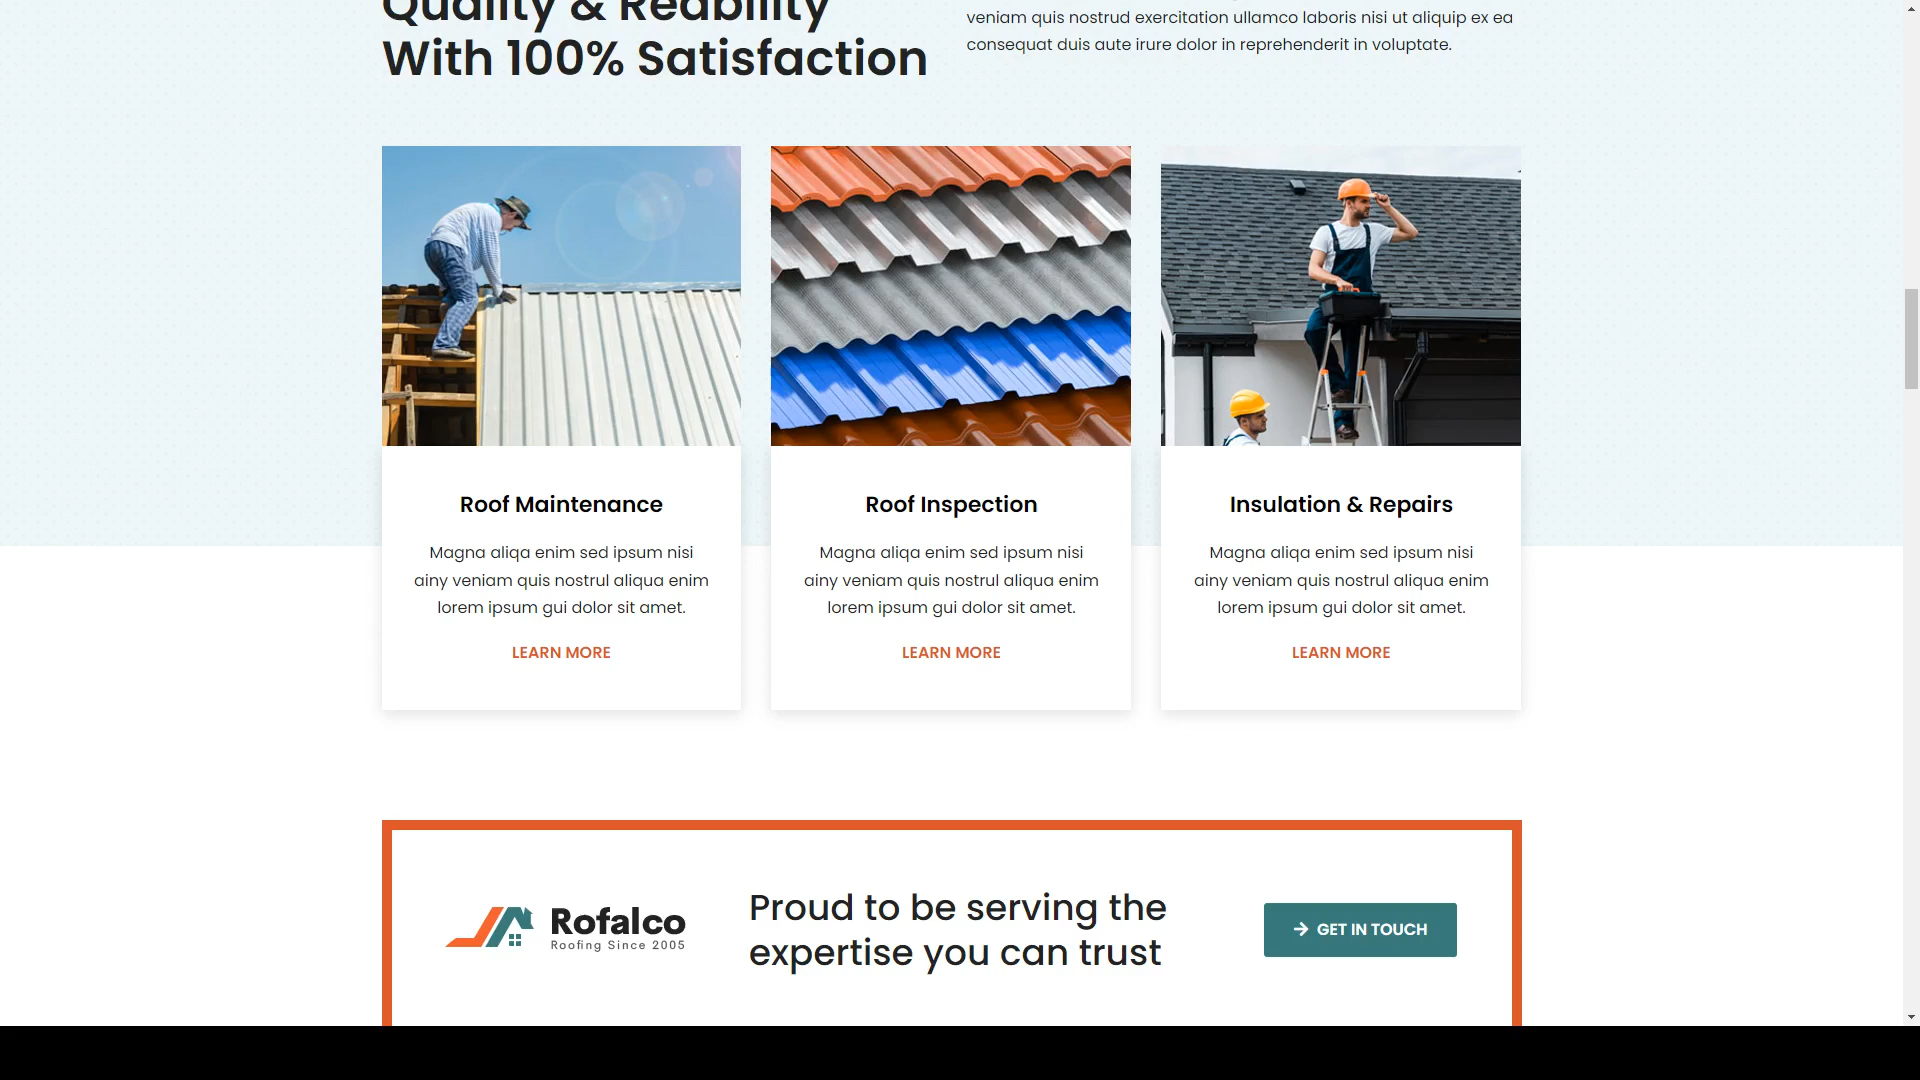 Quality & Reability
With 100% Satisfaction
veniam quis nostrud exercitation ullamco laboris nisi ut aliquip ex ea
consequat duis aute irure dolor in reprehenderit in voluptate.
Roof Maintenance
Magna aliqa enim sed ipsum nisi
ainy veniam quis nostrul aliqua enim
lorem ipsum gui dolor sit amet.
LEARN MORE
Roof Inspection
Magna aliqa enim sed ipsum nisi
ainy veniam quis nostrul aliqua enim
lorem ipsum gui dolor sit amet.
LEARN MORE
Insulation & Repairs
Magna aliqa enim sed ipsum nisi
ainy veniam quis nostrul aliqua enim
lorem ipsum gui dolor sit amet.
LEARN MORE
Rofalco
Roofing Since 2005
Proud to be serving the
expertise you can trust
GET IN TOUCH